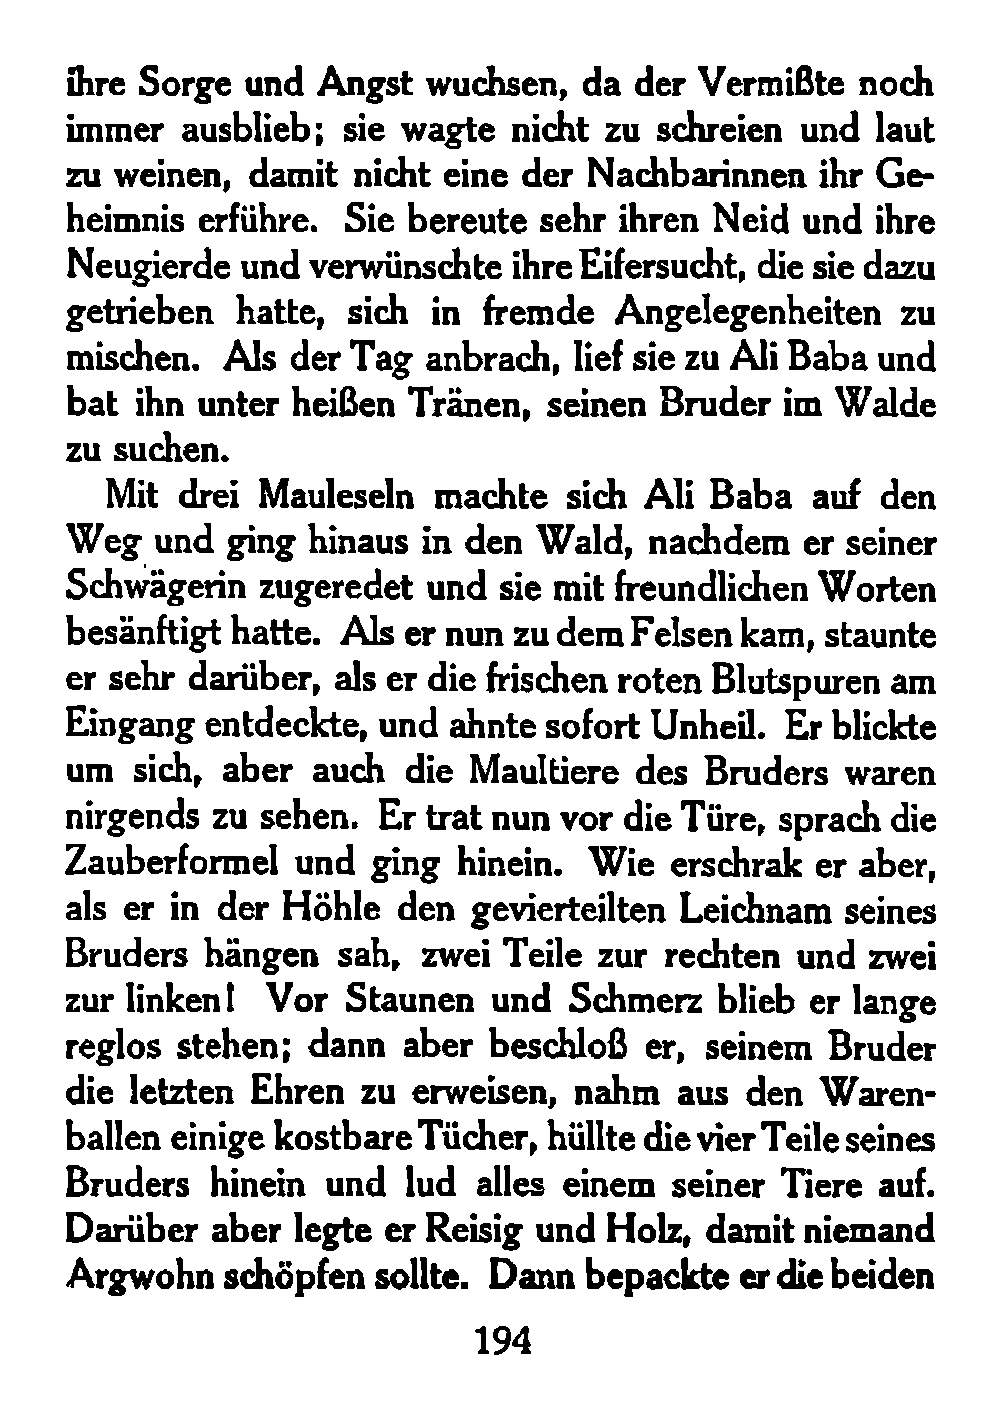 ihre Sorge und Angst wuchsen, da der Vermißte noch
immer ausblieb; sie wagte nicht zu schreien und laut
zu weinen, damit nicht eine der Nachbarinnen ihr Ge-
heimnis erführe. Sie bereute sehr ihren Neid und ihre
Neugierde und verwünschte ihre Eifersucht, die sie dazu
getrieben hatte, sich in fremde Angelegenheiten zu
mischen. Als der Tag anbrach, lief sie zu Ali Baba und
bat ihn unter heißen Tränen, seinen Bruder im Walde
zu suchen.
Mit drei Mauleseln machte sich Ali Baba auf den
Weg und ging hinaus in den Wald, nachdem er seiner
Schwägerin zugeredet und sie mit freundlichen Worten
besänftigt hatte. Als er nun zu dem Felsen kam, staunte
er sehr darüber, als er die frischen roten Blutspuren am
Eingang entdeckte, und ahnte sofort Unheil. Er blickte
um sich, aber auch die Maultiere des Bruders waren
nirgends zu sehen. Er trat nun vor die Türe, sprach die
Zauberformel und ging hinein. Wie erschrak er aber,
als er in der Höhle den gevierteilten Leichnam seines
Bruders hängen sah, zwei Teile zur rechten und zwei
zur linken! Vor Staunen und Schmerz blieb er lange
reglos stehen; dann aber beschloß er, seinem Bruder
die letzten Ehren zu erweisen, nahm aus den Waren-
ballen einige kostbare Tücher, hüllte die vier Teile seines
Bruders hinein und lud alles einem seiner Tiere auf.
Darüber aber legte er Reisig und Holz, damit niemand
Argwohn schöpfen sollte. Dann bepackte er die beiden
194